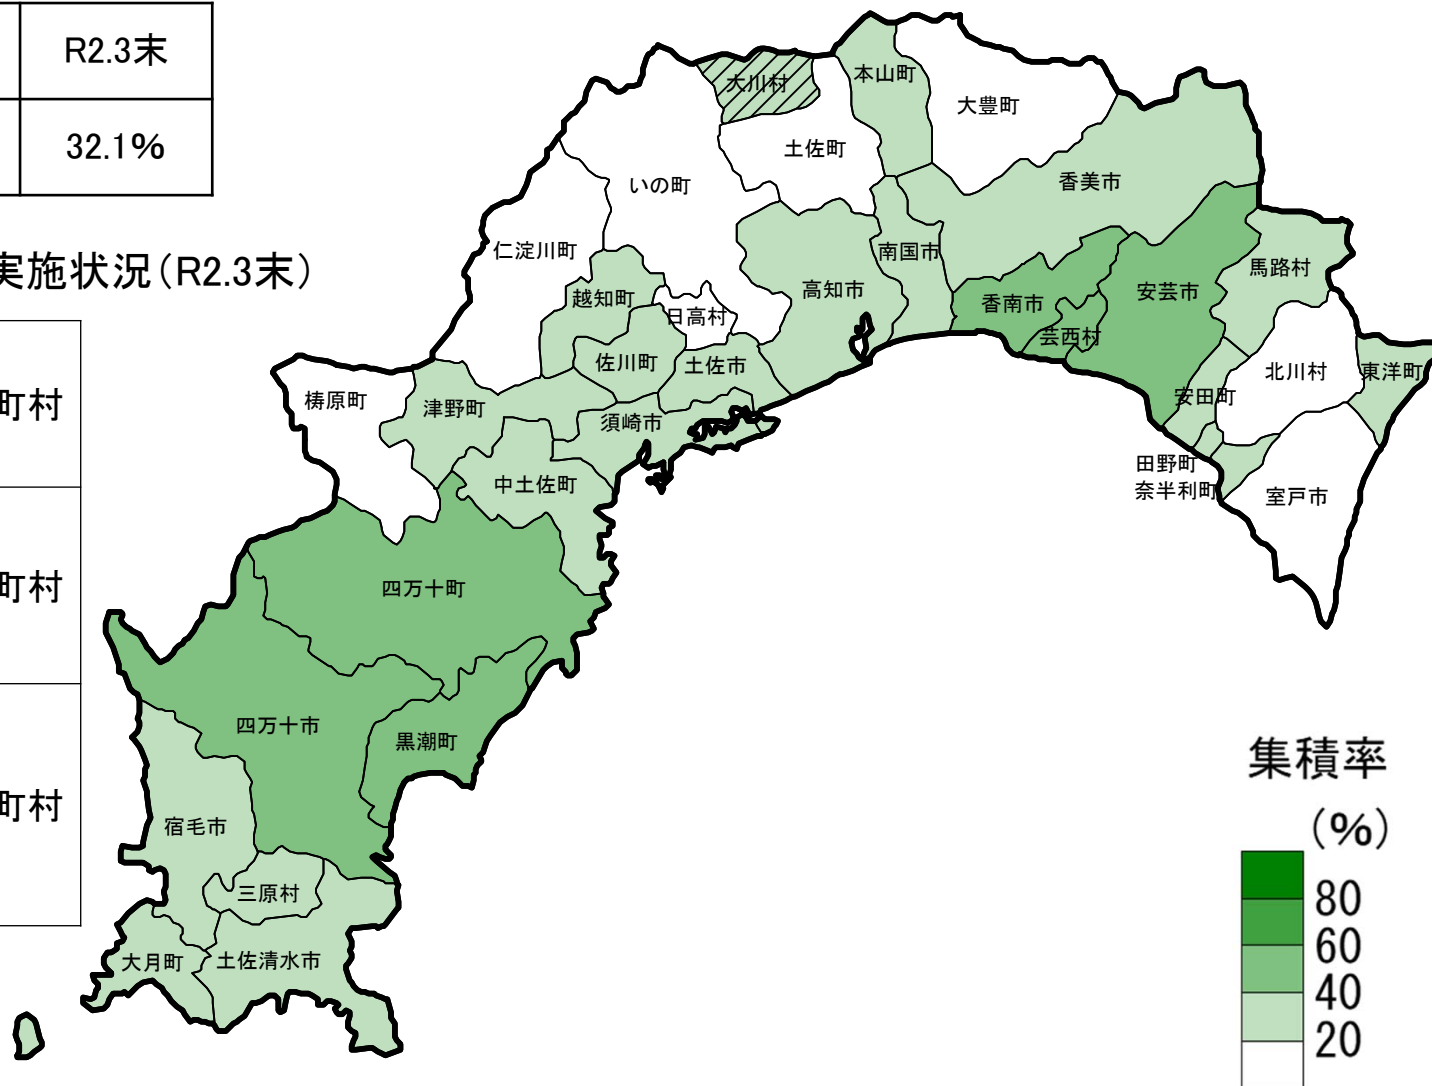 R2.3末
32.1%
実施状況(R2.3末)
町村
町村
町村
大川村
本山町
大豊町
土佐町
いの町
香美市
仁淀川町
南国市
馬路村
越知町
日高村
高知市
香南市
安芸市
芸西村
佐川町
土佐市
北川村
東洋町
梼原町
津野町
須崎市
安田町
中土佐町
田野町
奈半利町
室戸市
四万十町
四万十市
黒潮町
宿毛市
三原村
大月町
土佐清水市
集積率
(%)
80
60
40
20